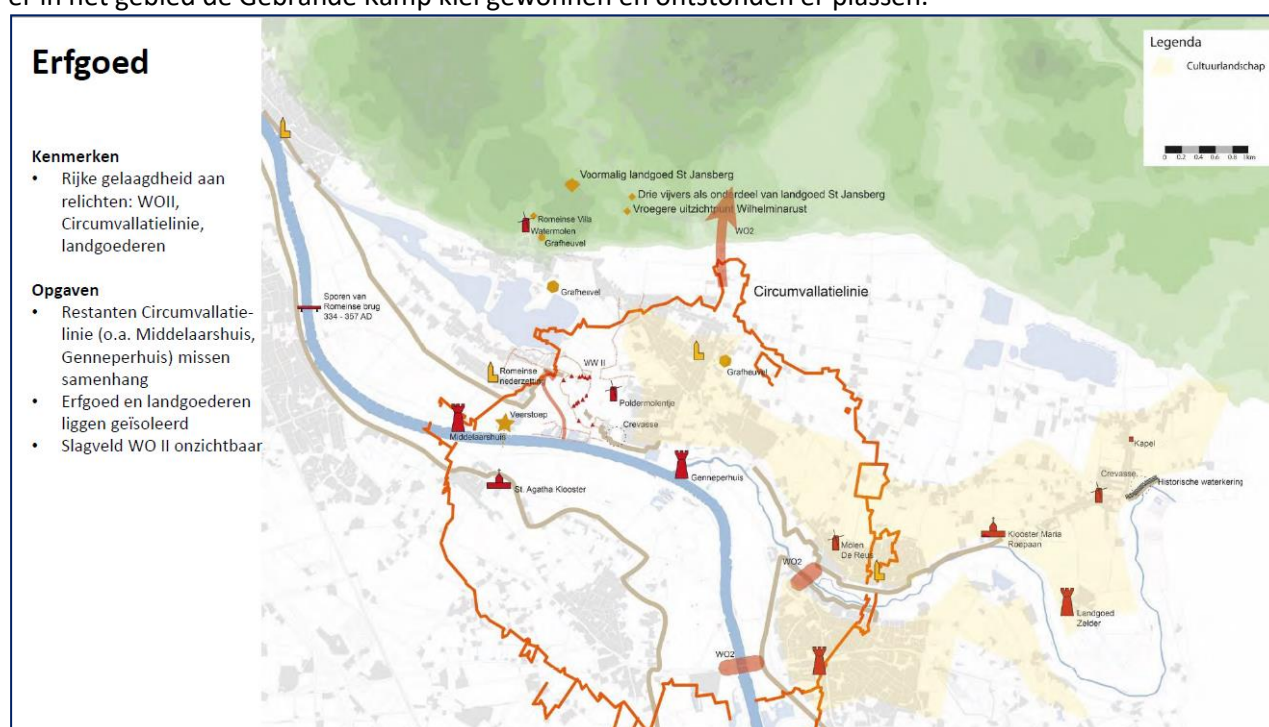 er in het gebied de Gebrande Kamp klei gewonnen en ontstonden er plassen.
Erfgoed
Kenmerken
• Rijke gelaagdheid aan
relicten: WOII,
Circumvallatielinie,
landgoederen
Opgaven
• Restanten Circumvallatie-
linie (o.a. Middelaarshuis,
Genneperhuis) missen
samenhang
• Erfgoed en landgoederen
liggen geïsoleerd
• Slagveld WO II onzichtbaar
Legenda
Cultuurlandschap
0 0.2 0.4 0.6 0.8 1km
Voormalig landgoed St Jansberg
Drie vijvers als onderdeel van landgoed St Jansberg
Vroegere uitzichtpunt Wilhelminarust
Romeinse Villa
Watermolen
Grafheuvel
WO2
Grafheuvel
Circumvallatielinie
Sporen van
Romeinse brug
334 - 357 AD
WW II
Grafheuvel
Romeinse
nederzetting
Poldermolentje
Veerstoep
Crevasse
Middelaarshuis
Kapel
Genneperhuis
Crevasse
Historische waterkering
St. Agatha Klooster
Klooster Maria
Roepaan
Molen
De Reus
WO2
Landgoed
Zelder
WO2